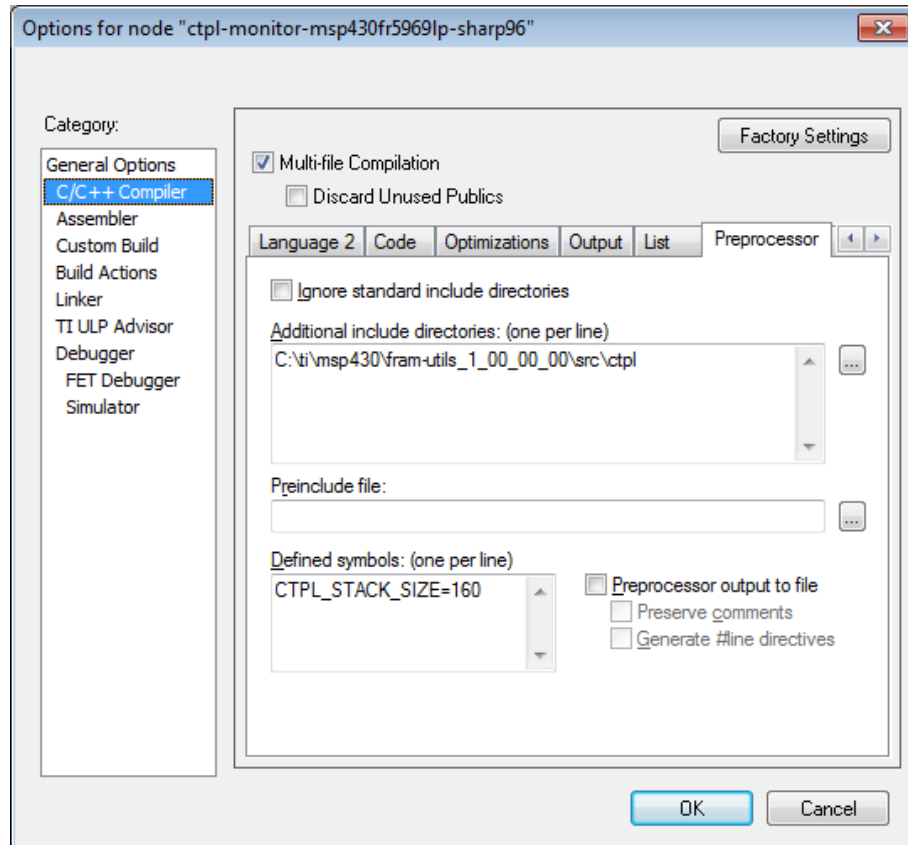 Options for node "ctpl-monitor-msp430fr5969lp-sharp96"
Category:
General Options
C/C++ Compiler
Assembler
Custom Build
Build Actions
Linker
TI ULP Advisor
Debugger
FET Debugger
Simulator
Factory Settings
Multi-file Compilation
Discard Unused Publics
Language 2 Code Optimizations Output List Preprocessor
Ignore standard include directories
Additional include directories: (one per line)
C:\ti\msp430\fram-utils_1_00_00_00\src\ctpl
...
Preinclude file:
...
Defined symbols: (one per line)
CTPL_STACK_SIZE=160
Preprocessor output to file
Preserve comments
Generate #line directives
OK Cancel